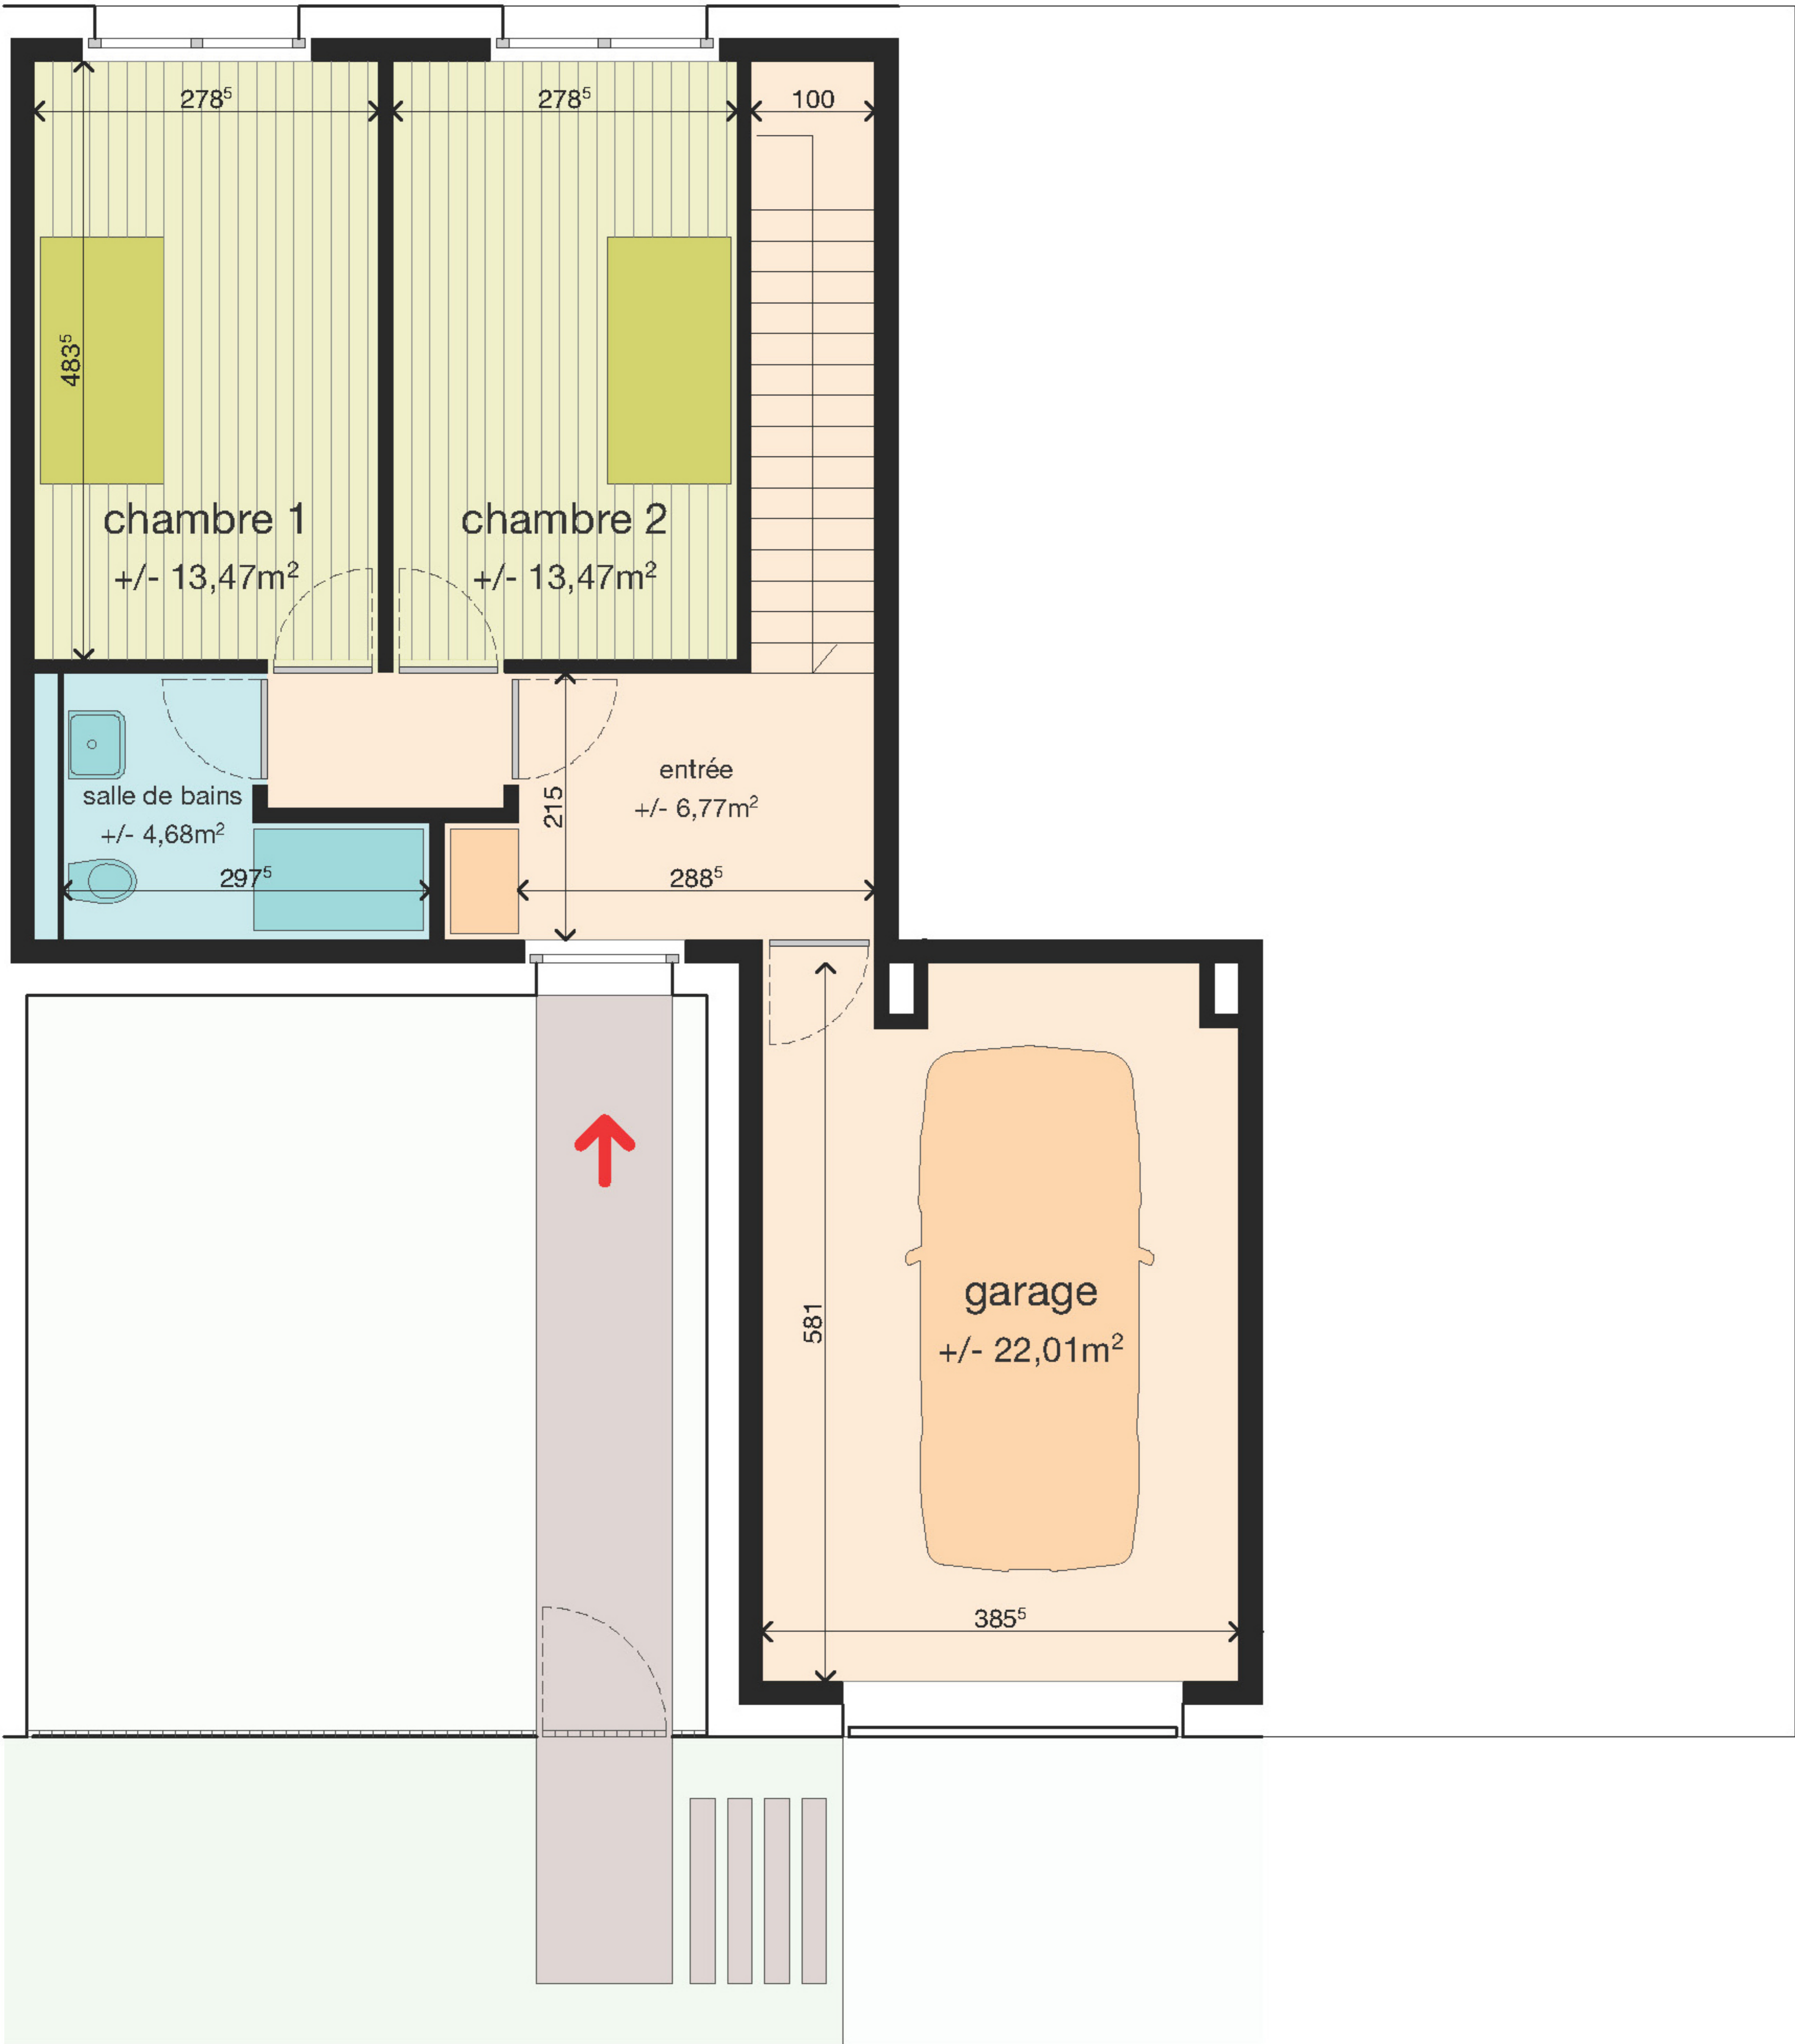 278⁵
278⁵
100
483⁵
chambre 1
+/- 13,47m²
chambre 2
+/- 13,47m²
entrée
+/- 6,77m²
215
salle de bains
+/- 4,68m²
297⁵
288⁵
garage
+/- 22,01m²
581
385⁵